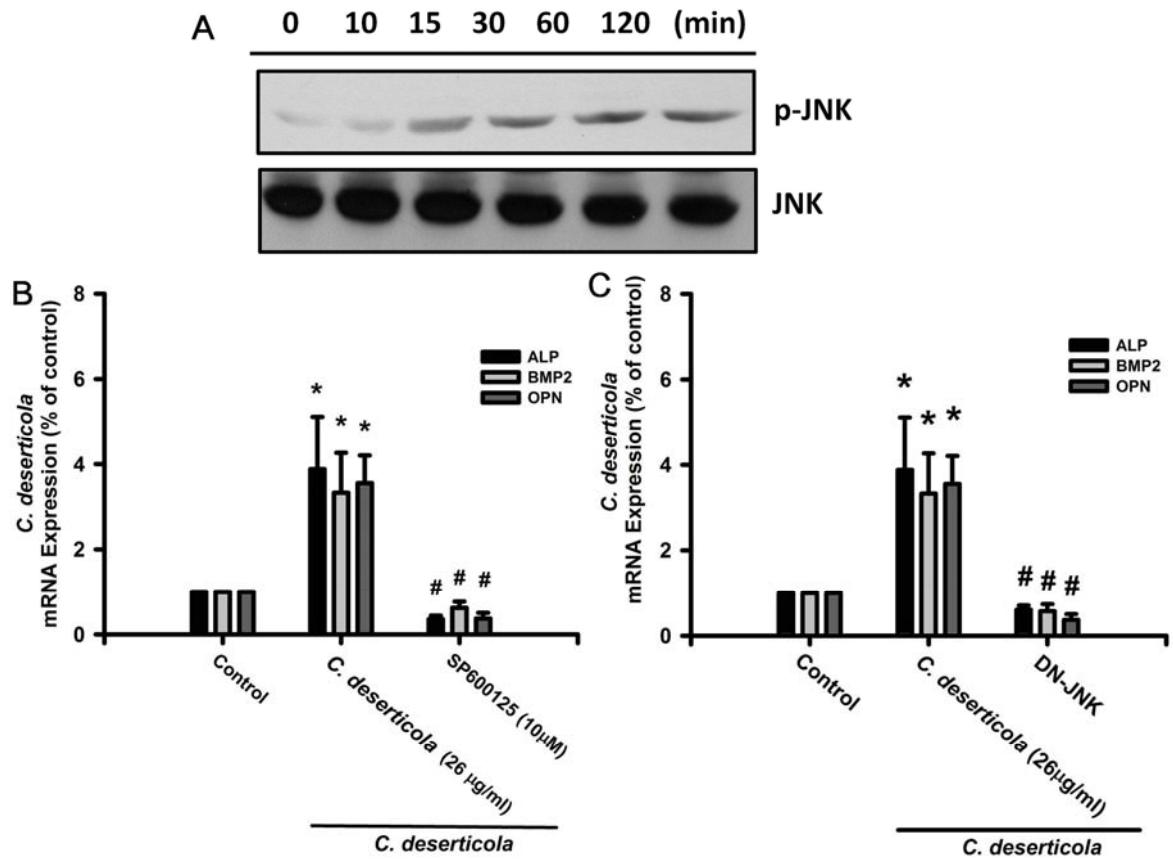 A
0 10 15 30 60 120 (min)
p-JNK
JNK
B
C. deserticola
mRNA Expression (% of control)
8
6
4
2
0
ALP
BMP2
OPN
* * *
# # #
Control
C. deserticola (26 µg/ml)
SP600125 (10µM)
C. deserticola
C
C. deserticola
mRNA Expression (% of control)
8
6
4
2
0
ALP
BMP2
OPN
* * *
# # #
Control
C. deserticola (26µg/ml)
DN-JNK
C. deserticola